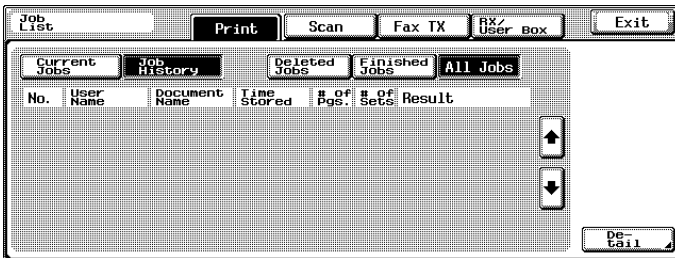 Job
List
Print
Scan
Fax TX
RX/
User Box
Exit
Current
Jobs
Job
History
Deleted
Jobs
Finished
Jobs
All Jobs
No.
User
Name
Document
Name
Time
Stored
# of
Pgs.
# of
Sets
Result
De-
tail